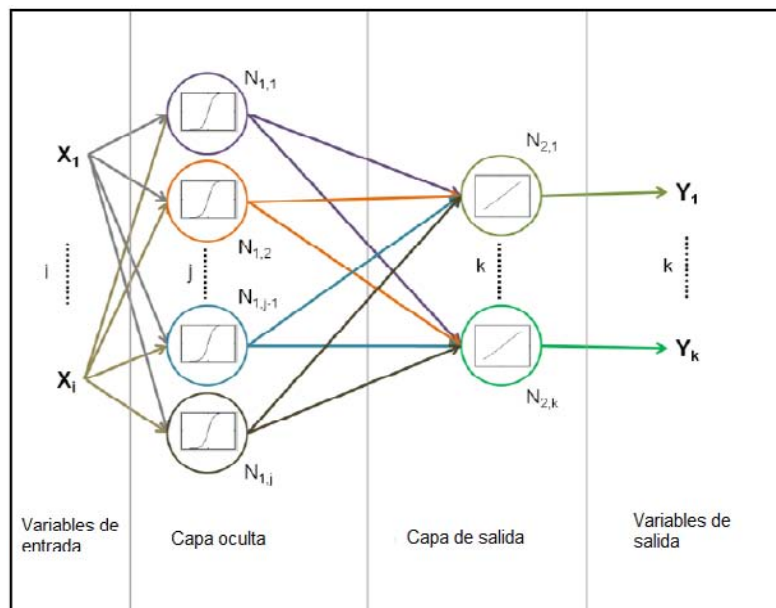 N1,1
X1
N2,1
Y1
i
j
N1,2
k
k
N1,j-1
Xi
Yk
N2,k
N1,j
Variables de
entrada
Capa oculta
Capa de salida
Variables de
salida